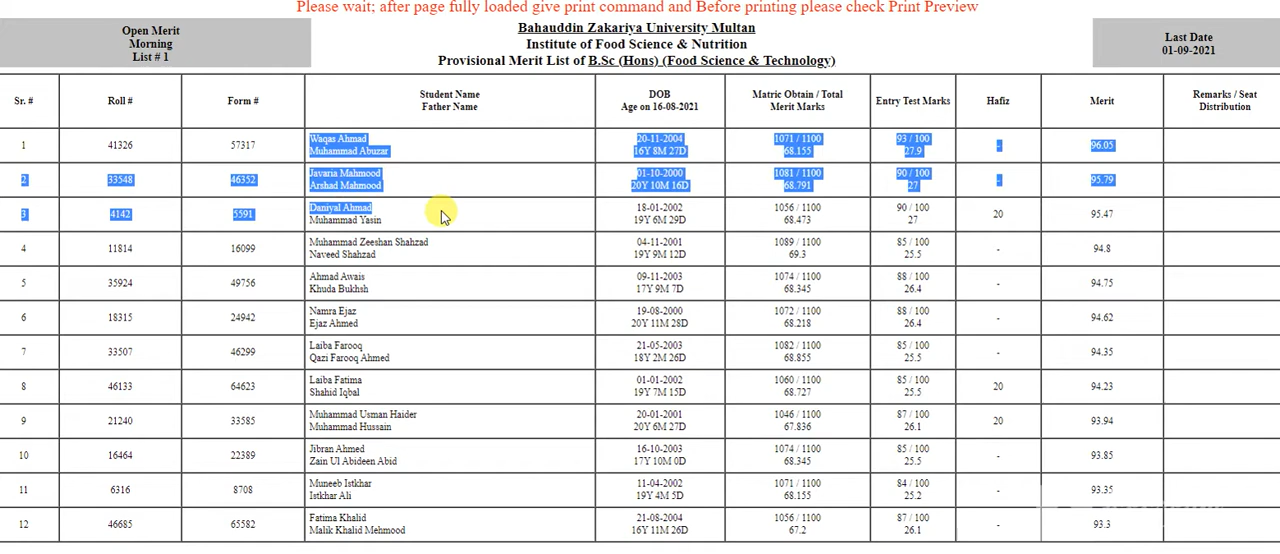 Please wait; after page fully loaded give print command and Before printing please check Print Preview
Open Merit
Morning
List # 1
Bahauddin Zakariya University Multan
Institute of Food Science & Nutrition
Provisional Merit List of B.Sc (Hons) (Food Science & Technology)
Last Date
01-09-2021
Sr. # Roll # Form # Student Name Father Name DOB Age on 16-08-2021 Matric Obtain / Total Merit Marks Entry Test Marks Hafiz Merit Remarks / Seat Distribution
1 41326 57317 Waqas Ahmad 20-11-2004 1071 / 1100 93 / 100 - 96.05
Muhammad Abuzar 16Y 8M 27D 68.155 27.9
2 33548 46352 Javaria Mahmood 01-10-2000 1081 / 1100 90 / 100 - 95.79
Arshad Mahmood 20Y 10M 16D 68.791 27
3 4142 5591 Daniyal Ahmad 18-01-2002 1056 / 1100 90 / 100 20 95.47
Muhammad Yasin 19Y 6M 29D 68.473 27
4 11814 16099 Muhammad Zeeshan Shahzad 04-11-2001 1089 / 1100 85 / 100 - 94.8
Naveed Shahzad 19Y 9M 12D 69.3 25.5
5 35924 49756 Ahmad Awais 09-11-2003 1074 / 1100 88 / 100 - 94.75
Khuda Bukhsh 17Y 9M 7D 68.345 26.4
6 18315 24942 Namra Ejaz 19-08-2000 1072 / 1100 88 / 100 - 94.62
Ejaz Ahmed 20Y 11M 28D 68.218 26.4
7 33507 46299 Laiba Farooq 21-05-2003 1082 / 1100 85 / 100 - 94.35
Qazi Farooq Ahmed 18Y 2M 26D 68.855 25.5
8 46133 64623 Laiba Fatima 01-01-2002 1060 / 1100 85 / 100 20 94.23
Shahid Iqbal 19Y 7M 15D 68.727 25.5
9 21240 33585 Muhammad Usman Haider 20-01-2001 1046 / 1100 87 / 100 20 93.94
Muhammad Hussain 20Y 6M 27D 67.836 26.1
10 16464 22389 Jibran Ahmed 16-10-2003 1074 / 1100 85 / 100 - 93.85
Zain Ul Abideen Abid 17Y 10M 0D 68.345 25.5
11 6316 8708 Muneeb Istkhar 11-04-2002 1071 / 1100 84 / 100 - 93.35
Istkhar Ali 19Y 4M 5D 68.155 25.2
12 46685 65582 Fatima Khalid 21-08-2004 1056 / 1100 87 / 100 - 93.3
Malik Khalid Mehmood 16Y 11M 26D 67.2 26.1